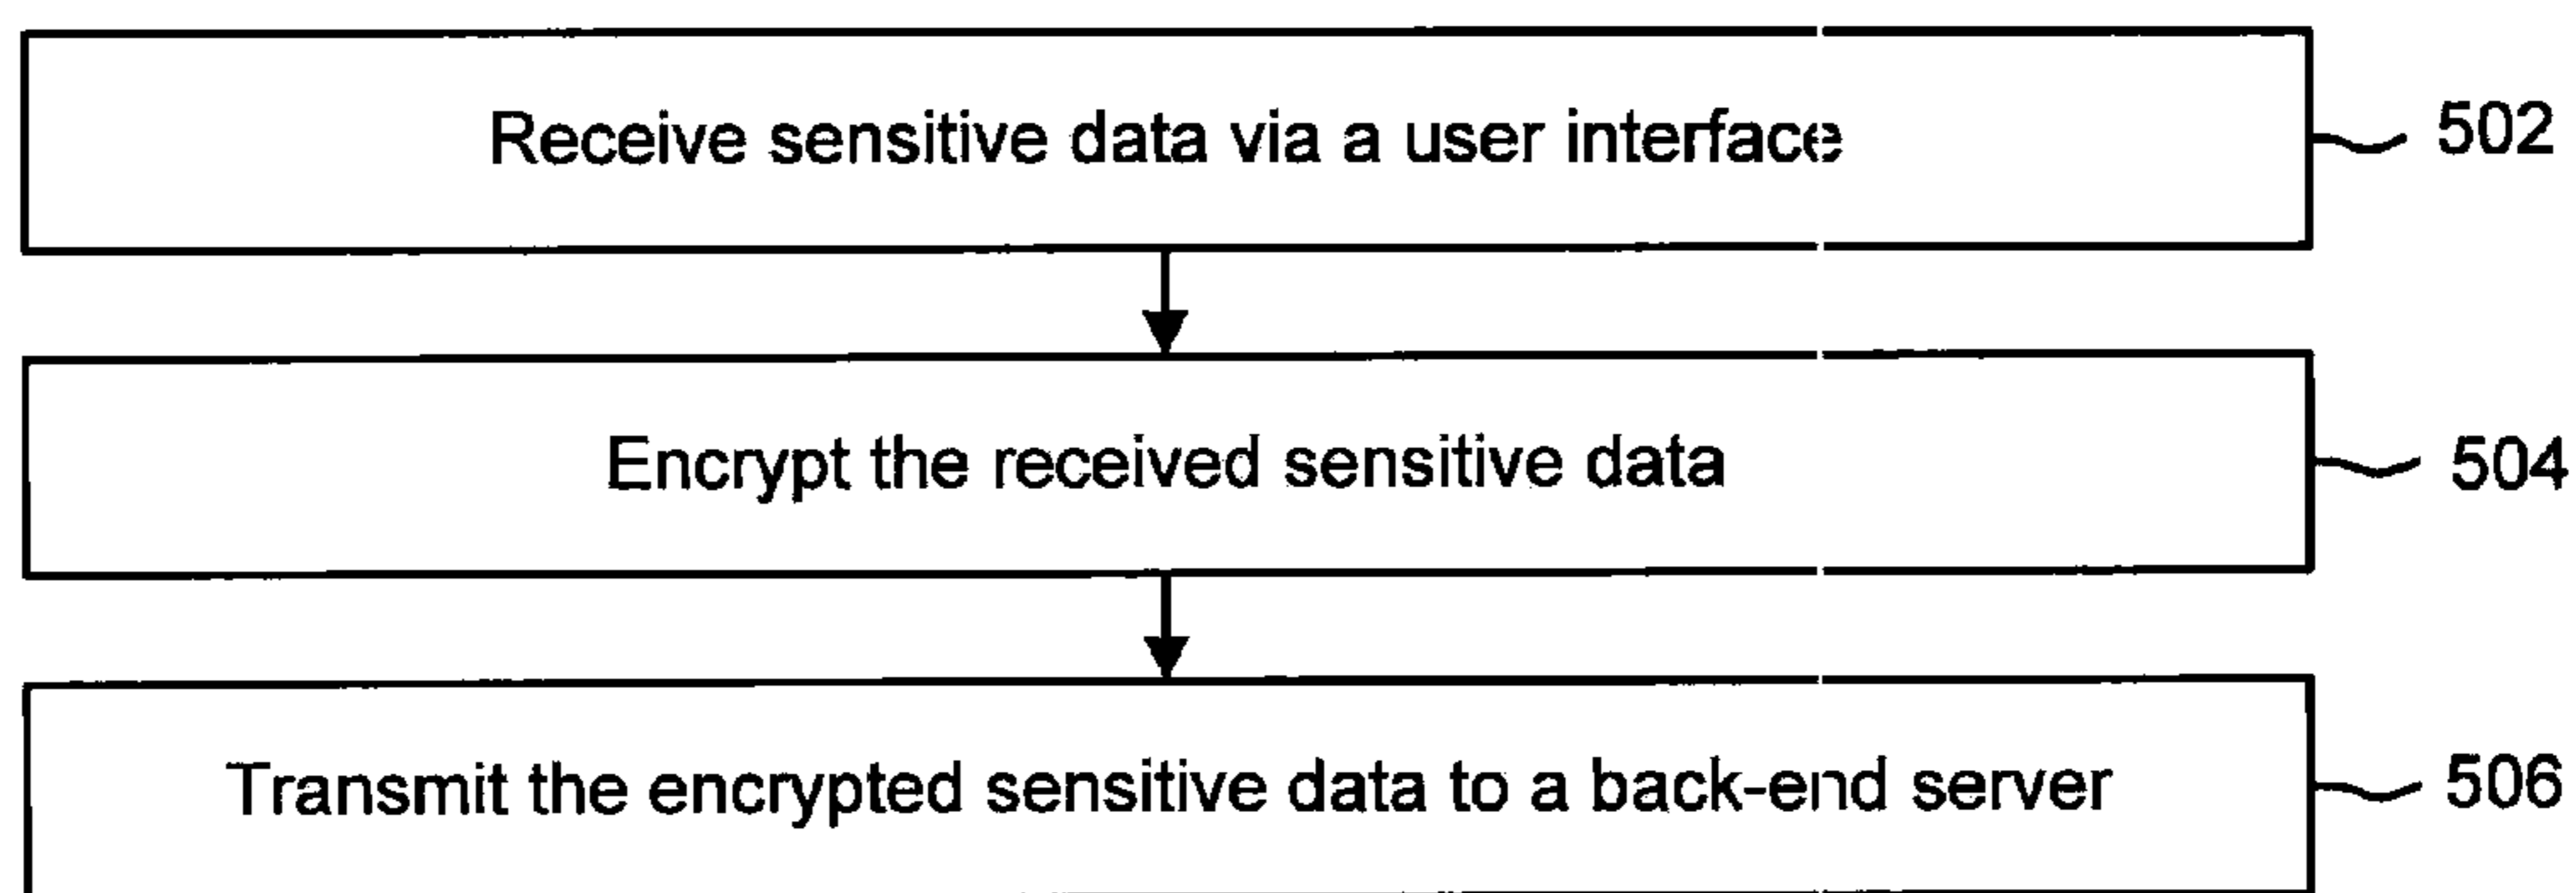 Receive sensitive data via a user interface
502
Encrypt the received sensitive data
504
Transmit the encrypted sensitive data to a back-end server
506